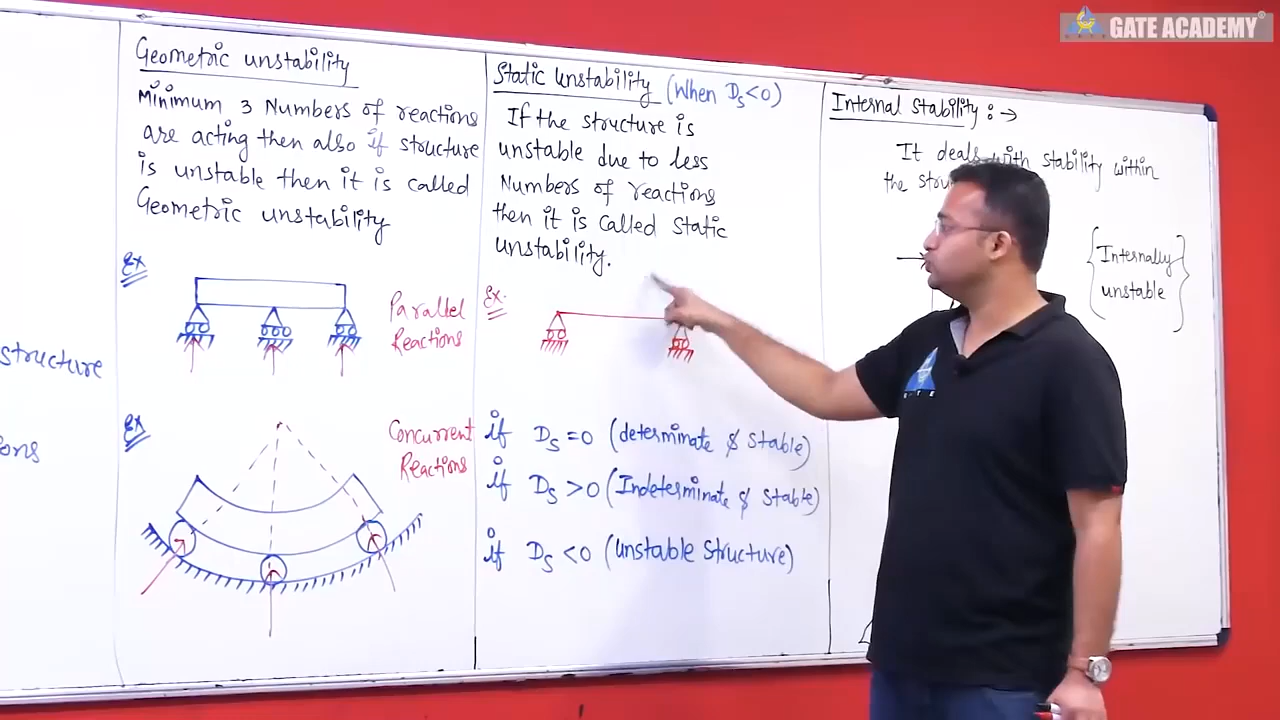 GATE ACADEMY
structure
ons
Geometric unstability
Minimum 3 Numbers of reactions
are acting then also if structure
is unstable then it is called
Geometric unstability
Ex
Parallel
Reactions
Ex
Concurrent
Reactions
Static unstability (When Ds<0)
If the structure is
unstable due to less
Numbers of reactions
then it is called static
unstability.
Ex.
if Ds=0 (determinate & stable)
if Ds>0 (Indeterminate & stable)
if Ds<0 (unstable structure)
Internal stability :→
It deals with stability within
the stru
{Internally
unstable}